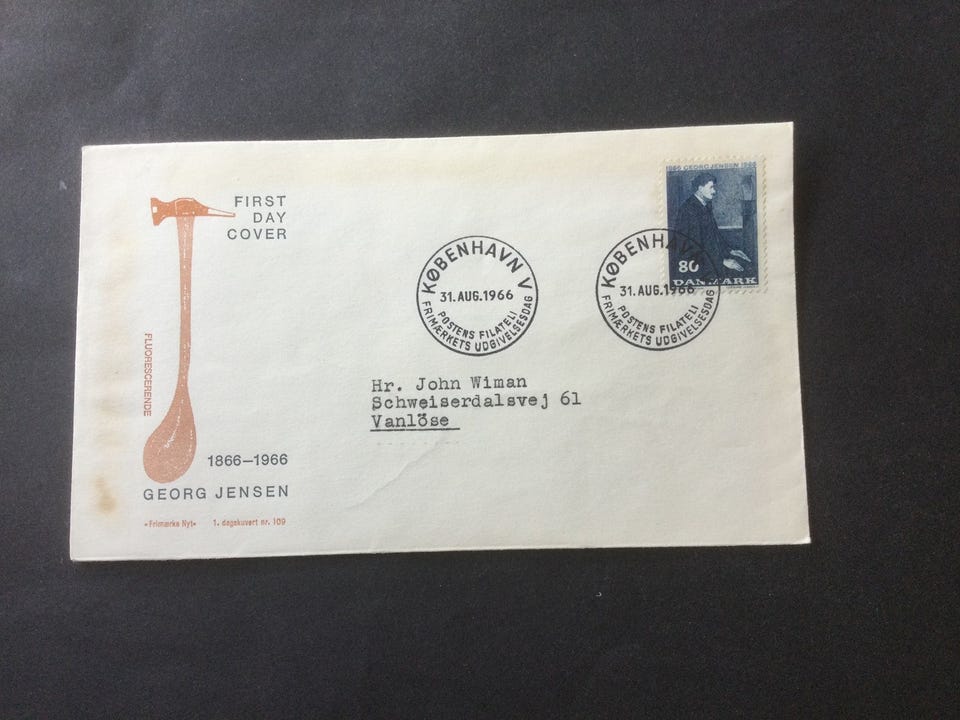 FIRST
DAY
COVER
FLUORESCERENDE
1866–1966
GEORG JENSEN
»Frimærke Nyt« 1. dagskuvert nr. 109
KØBENHAVN V
31. AUG. 1966
POSTENS FILATELI
FRIMÆRKETS UDGIVELSESDAG
KØBENHAVN V
31. AUG. 1966
POSTENS FILATELI
FRIMÆRKETS UDGIVELSESDAG
1866 GEORG JENSEN 1966
80
DANMARK
Hr. John Wiman
Schweiserdalsvej 61
Vanlöse